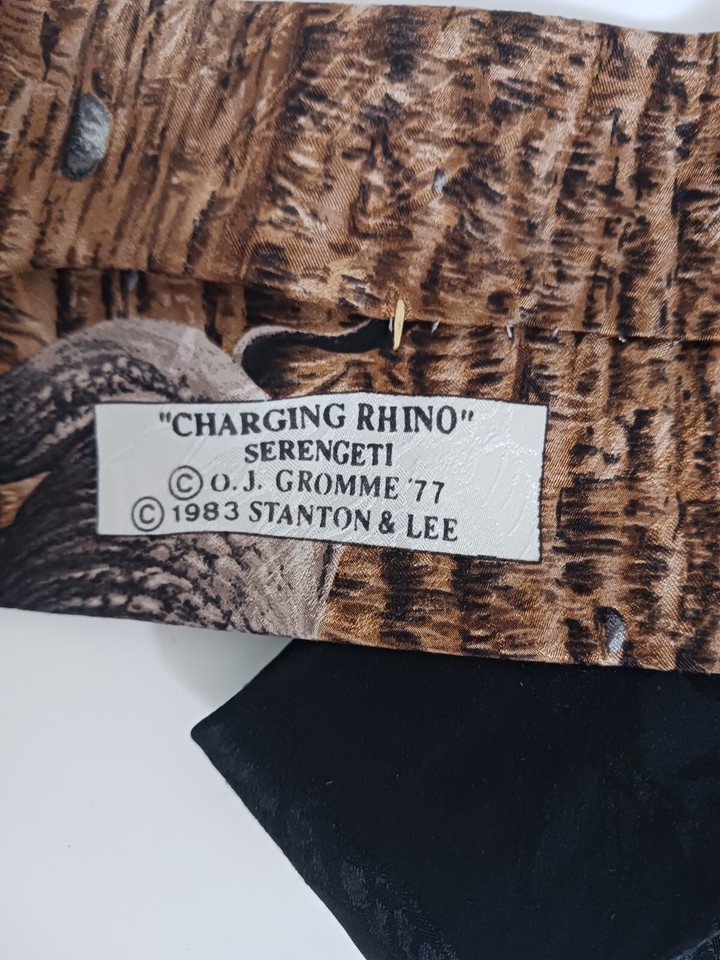 "CHARGING RHINO"
SERENGETI
© O. J. GROMME '77
© 1983 STANTON & LEE